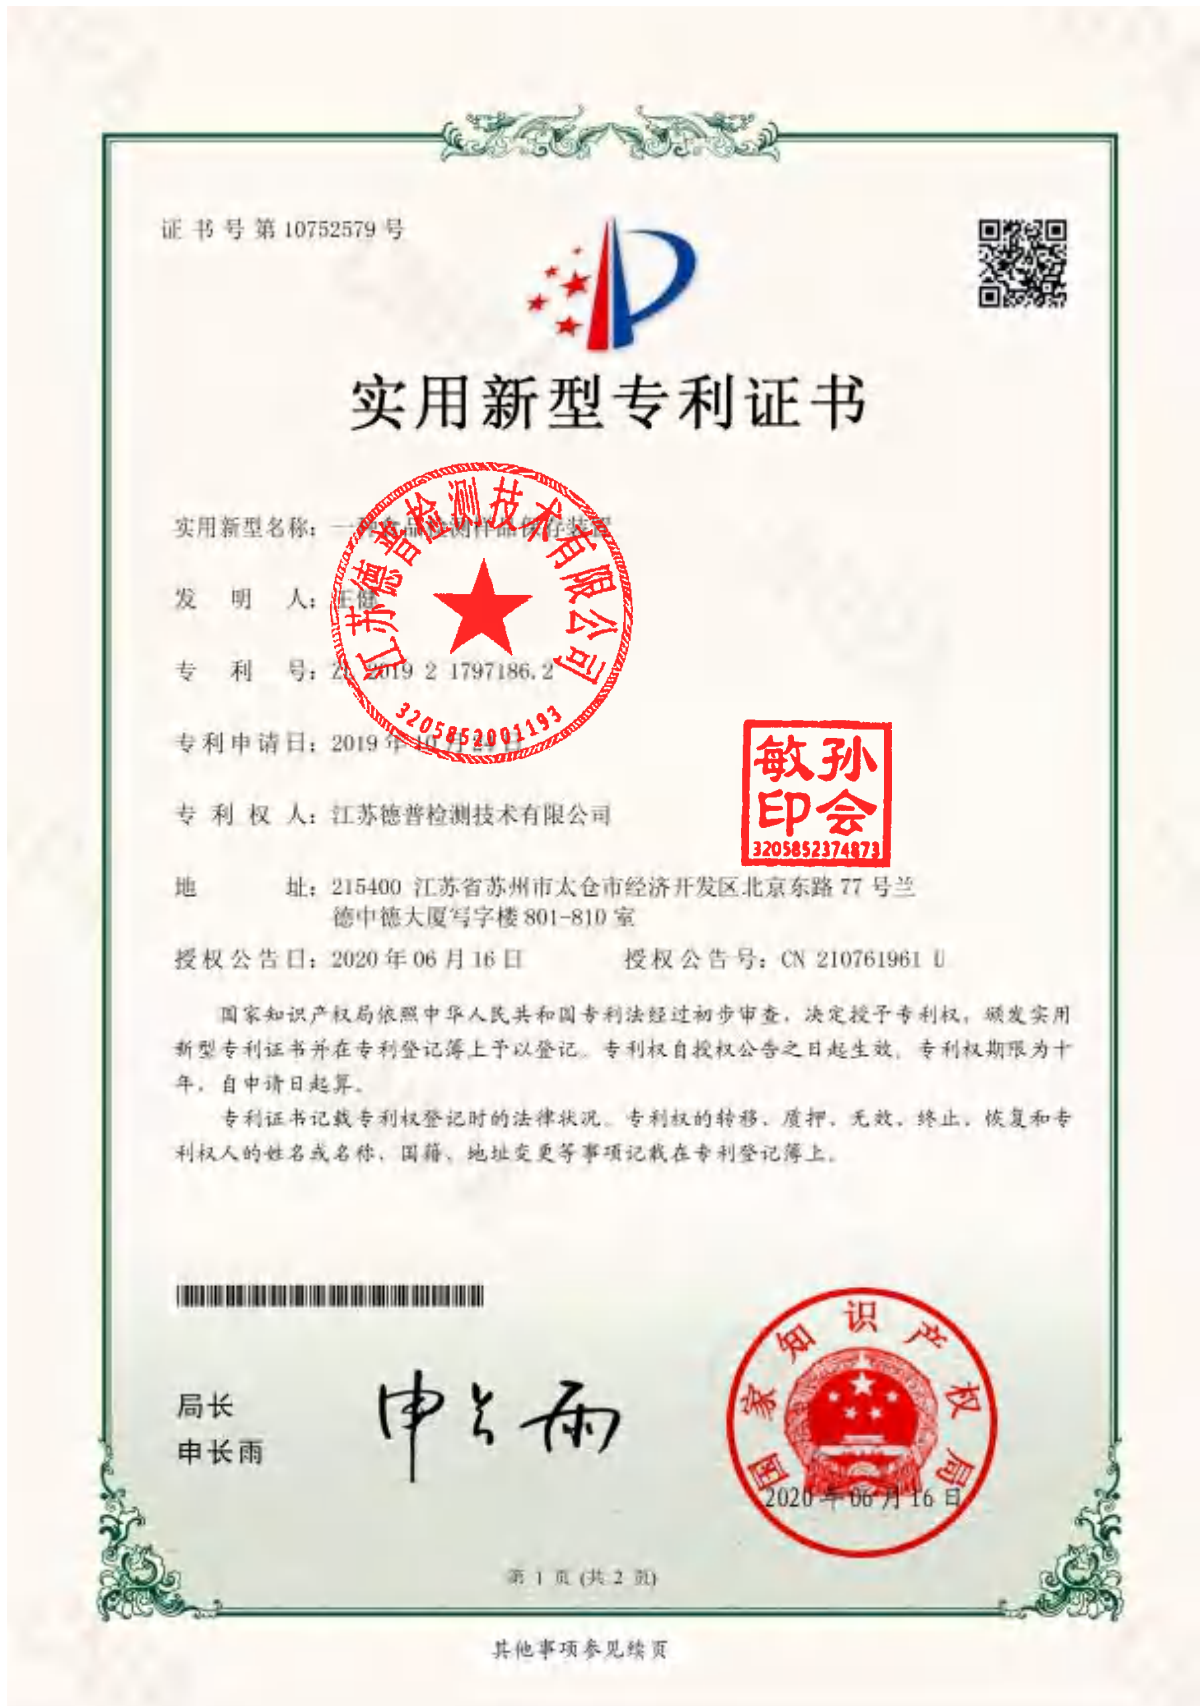 证书号第10752579号
实用新型专利证书
实用新型名称：一种食品检测样品保存装置
发明人：王健
专利号：ZL 2019 2 1797186.2
专利申请日：2019年10月24日
专利权人：江苏德普检测技术有限公司
地址：215400 江苏省苏州市太仓市经济开发区北京东路77号兰
德中德大厦写字楼801-810室
授权公告日：2020年06月16日 授权公告号：CN 210761961 U
国家知识产权局依照中华人民共和国专利法经过初步审查，决定授予专利权，颁发实用
新型专利证书并在专利登记簿上予以登记。专利权自授权公告之日起生效。专利权期限为十
年，自申请日起算。
专利证书记载专利权登记时的法律状况。专利权的转移、质押、无效、终止、恢复和专
利权人的姓名或名称、国籍、地址变更等事项记载在专利登记簿上。
江苏德普检测技术有限公司
3205852001193
孙会
敏印
3205852374873
局长
申长雨
申长雨
国家知识产权局
2020年06月16日
第 1 页 (共 2 页)
其他事项参见续页